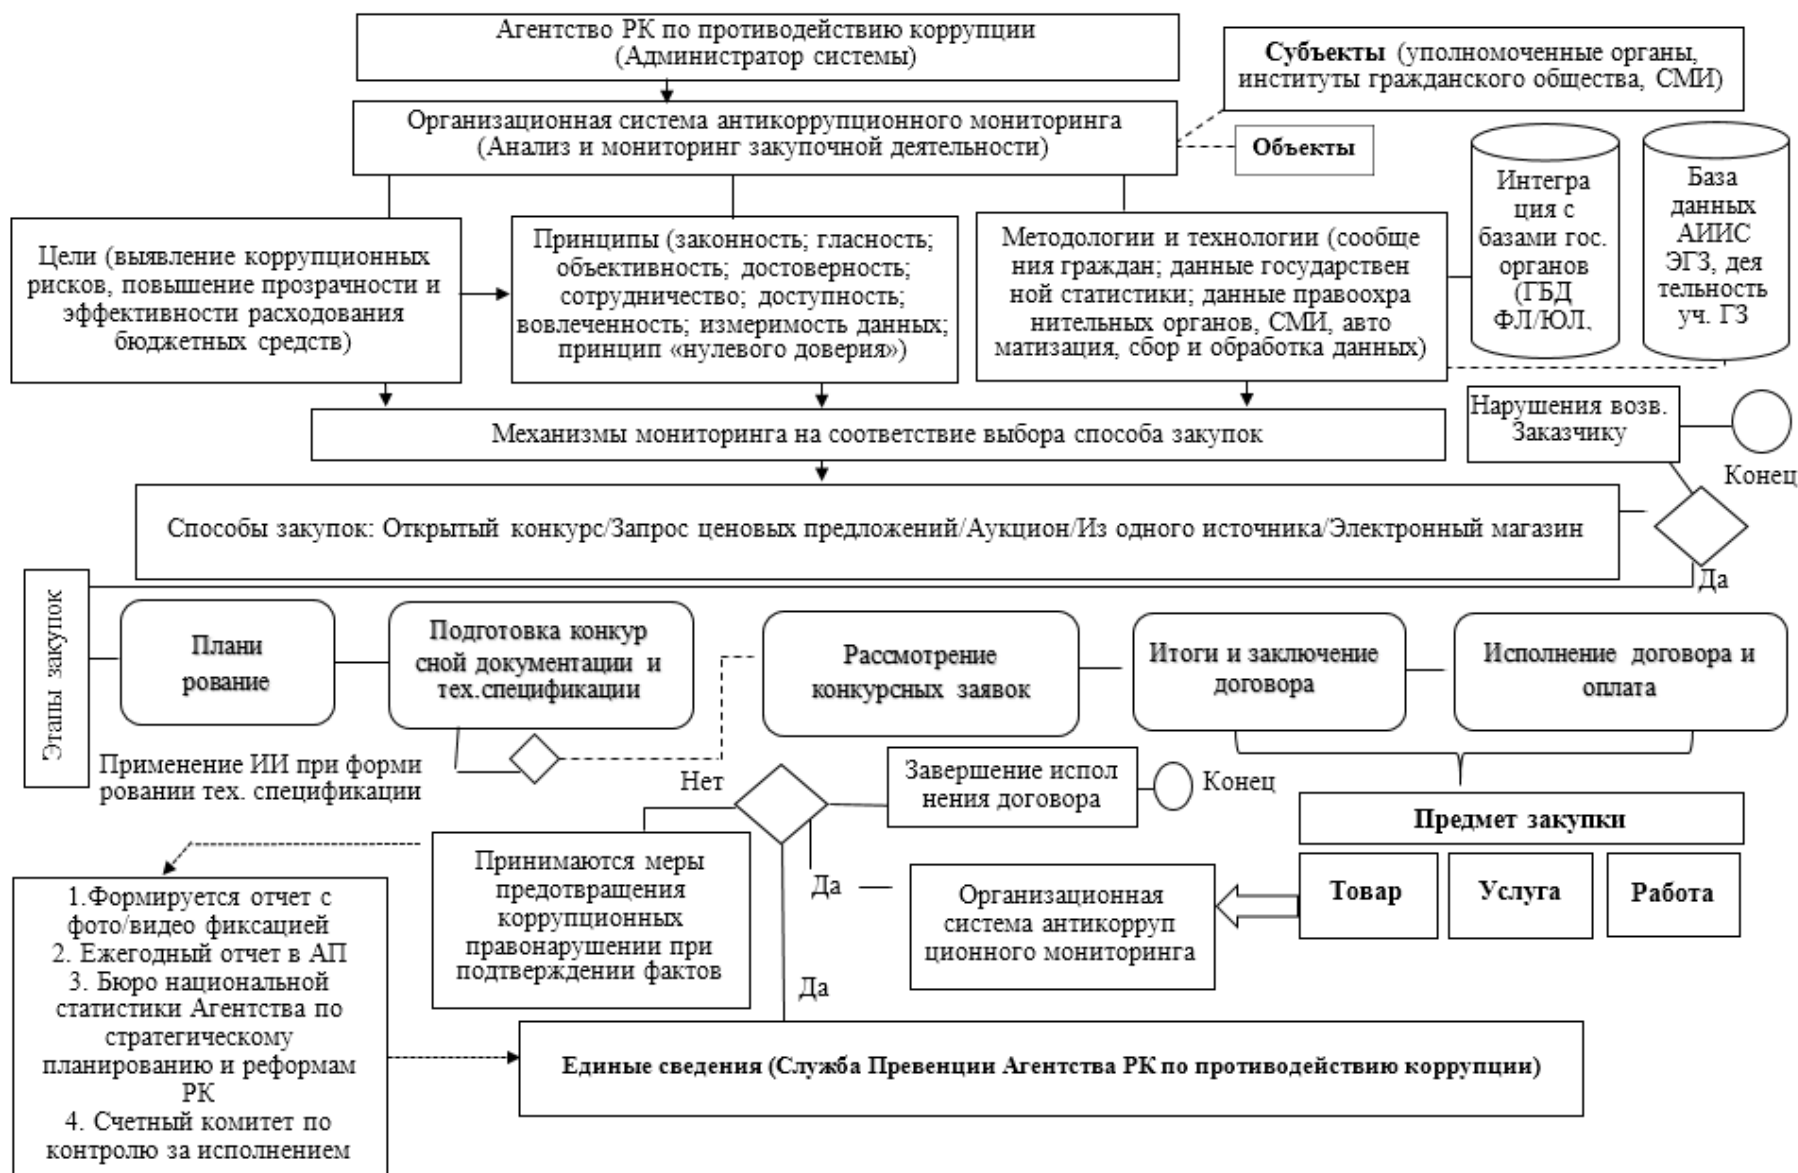 Агентство РК по противодействию коррупции
(Администратор системы)
Субъекты (уполномоченные органы,
институты гражданского общества, СМИ)
Организационная система антикоррупционного мониторинга
(Анализ и мониторинг закупочной деятельности)
Объекты
Интегра
ция с
базами гос.
органов
(ГБД
ФЛ/ЮЛ,
База
данных
АИИС
ЭГЗ, дея
тельность
уч. ГЗ
Цели (выявление коррупционных
рисков, повышение прозрачности и
эффективности расходования
бюджетных средств)
Принципы (законность; гласность;
объективность; достоверность;
сотрудничество; доступность;
вовлеченность; измеримость данных;
принцип «нулевого доверия»)
Методологии и технологии (сообще
ния граждан; данные государствен
ной статистики; данные правоохра
нительных органов, СМИ, авто
матизация, сбор и обработка данных)
Механизмы мониторинга на соответствие выбора способа закупок
Нарушения возв.
Заказчику
Конец
Способы закупок: Открытый конкурс/Запрос ценовых предложений/Аукцион/Из одного источника/Электронный магазин
Да
Этапы закупок
Плани
рование
Подготовка конкур
сной документации и
тех.спецификации
Рассмотрение
конкурсных заявок
Итоги и заключение
договора
Исполнение договора и
оплата
Применение ИИ при форми
ровании тех. спецификации
Нет
Завершение испол
нения договора
Конец
Предмет закупки
Товар
Услуга
Работа
Принимаются меры
предотвращения
коррупционных
правонарушении при
подтверждении фактов
Да
Организационная
система антикорруп
ционного мониторинга
Да
1.Формируется отчет с
фото/видео фиксацией
2. Ежегодный отчет в АП
3. Бюро национальной
статистики Агентства по
стратегическому
планированию и реформам
РК
4. Счетный комитет по
контролю за исполнением
Единые сведения (Служба Превенции Агентства РК по противодействию коррупции)